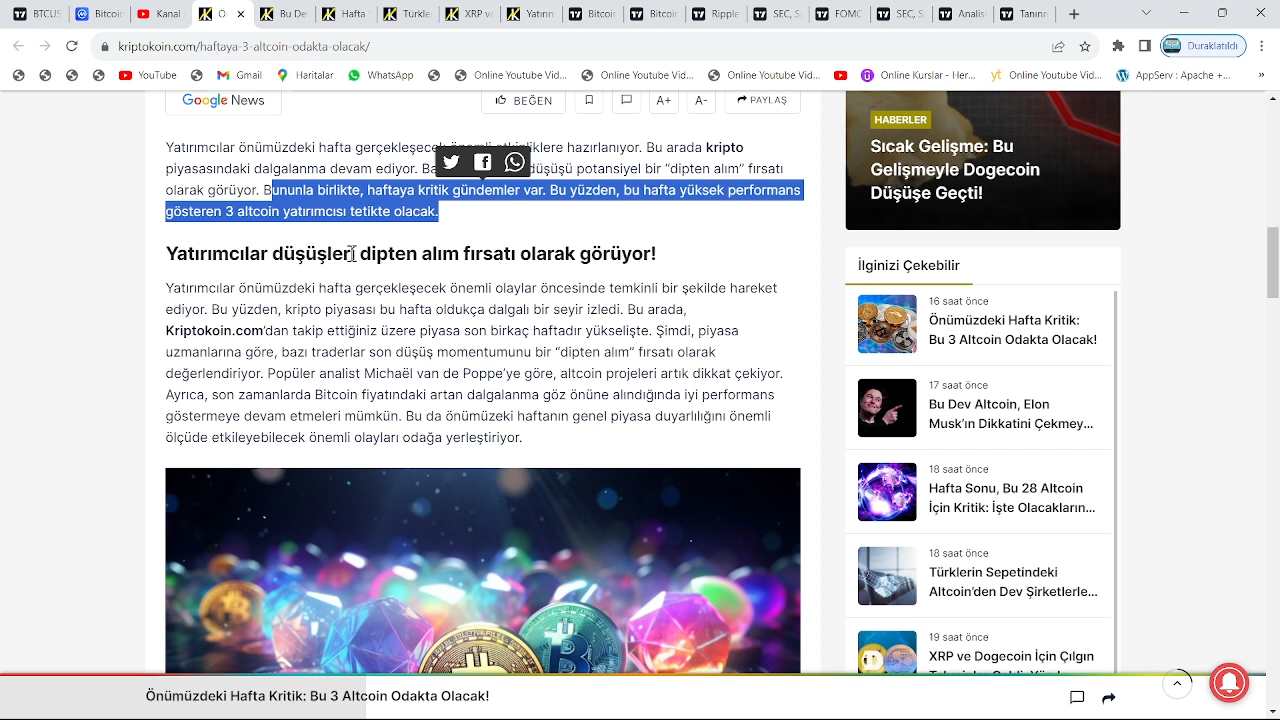 BTCUS
Bitcoir
Kanal
O
Bu De
Hafta
Türkle
XRP ve
Yatırın
Bitcoir
Bitcoir
Ripple
SEC, S
FOMC
SEC, S
Analis
Tanını
kriptokoin.com/haftaya-3-altcoin-odakta-olacak/
Duraklatıldı
YouTube
Gmail
Haritalar
WhatsApp
Online Youtube Vid...
Online Youtube Vid...
Online Youtube Vid...
Online Kurslar - Her...
yt Online Youtube Vid...
AppServ : Apache +...
»
Google News
BEĞEN
A+
A-
PAYLAŞ
Yatırımcılar önümüzdeki hafta gerçekleşecek önemli etkinliklere hazırlanıyor. Bu arada kripto
piyasasındaki dalgalanma devam ediyor. düşüşü potansiyel bir “dipten alım” fırsatı
olarak görüyor. Bununla birlikte, haftaya kritik gündemler var. Bu yüzden, bu hafta yüksek performans
gösteren 3 altcoin yatırımcısı tetikte olacak.
Yatırımcılar düşüşleri dipten alım fırsatı olarak görüyor!
Yatırımcılar önümüzdeki hafta gerçekleşecek önemli olaylar öncesinde temkinli bir şekilde hareket
ediyor. Bu yüzden, kripto piyasası bu hafta oldukça dalgalı bir seyir izledi. Bu arada,
Kriptokoin.com’dan takip ettiğiniz üzere piyasa son birkaç haftadır yükselişte. Şimdi, piyasa
uzmanlarına göre, bazı traderlar son düşüş momentumunu bir “dipten alım” fırsatı olarak
değerlendiriyor. Popüler analist Michaël van de Poppe’ye göre, altcoin projeleri artık dikkat çekiyor.
Ayrıca, son zamanlarda Bitcoin fiyatındaki artan dalgalanma göz önüne alındığında iyi performans
göstermeye devam etmeleri mümkün. Bu da önümüzeki haftanın genel piyasa duyarlılığını önemli
ölçüde etkileyebilecek önemli olayları odağa yerleştiriyor.
HABERLER
Sıcak Gelişme: Bu
Gelişmeyle Dogecoin
Düşüşe Geçti!
İlginizi Çekebilir
16 saat önce
Önümüzdeki Hafta Kritik:
Bu 3 Altcoin Odakta Olacak!
17 saat önce
Bu Dev Altcoin, Elon
Musk’ın Dikkatini Çekmey...
18 saat önce
Hafta Sonu, Bu 28 Altcoin
İçin Kritik: İşte Olacakların...
18 saat önce
Türklerin Sepetindeki
Altcoin’den Dev Şirketlerle...
19 saat önce
XRP ve Dogecoin İçin Çılgın
Önümüzdeki Hafta Kritik: Bu 3 Altcoin Odakta Olacak!